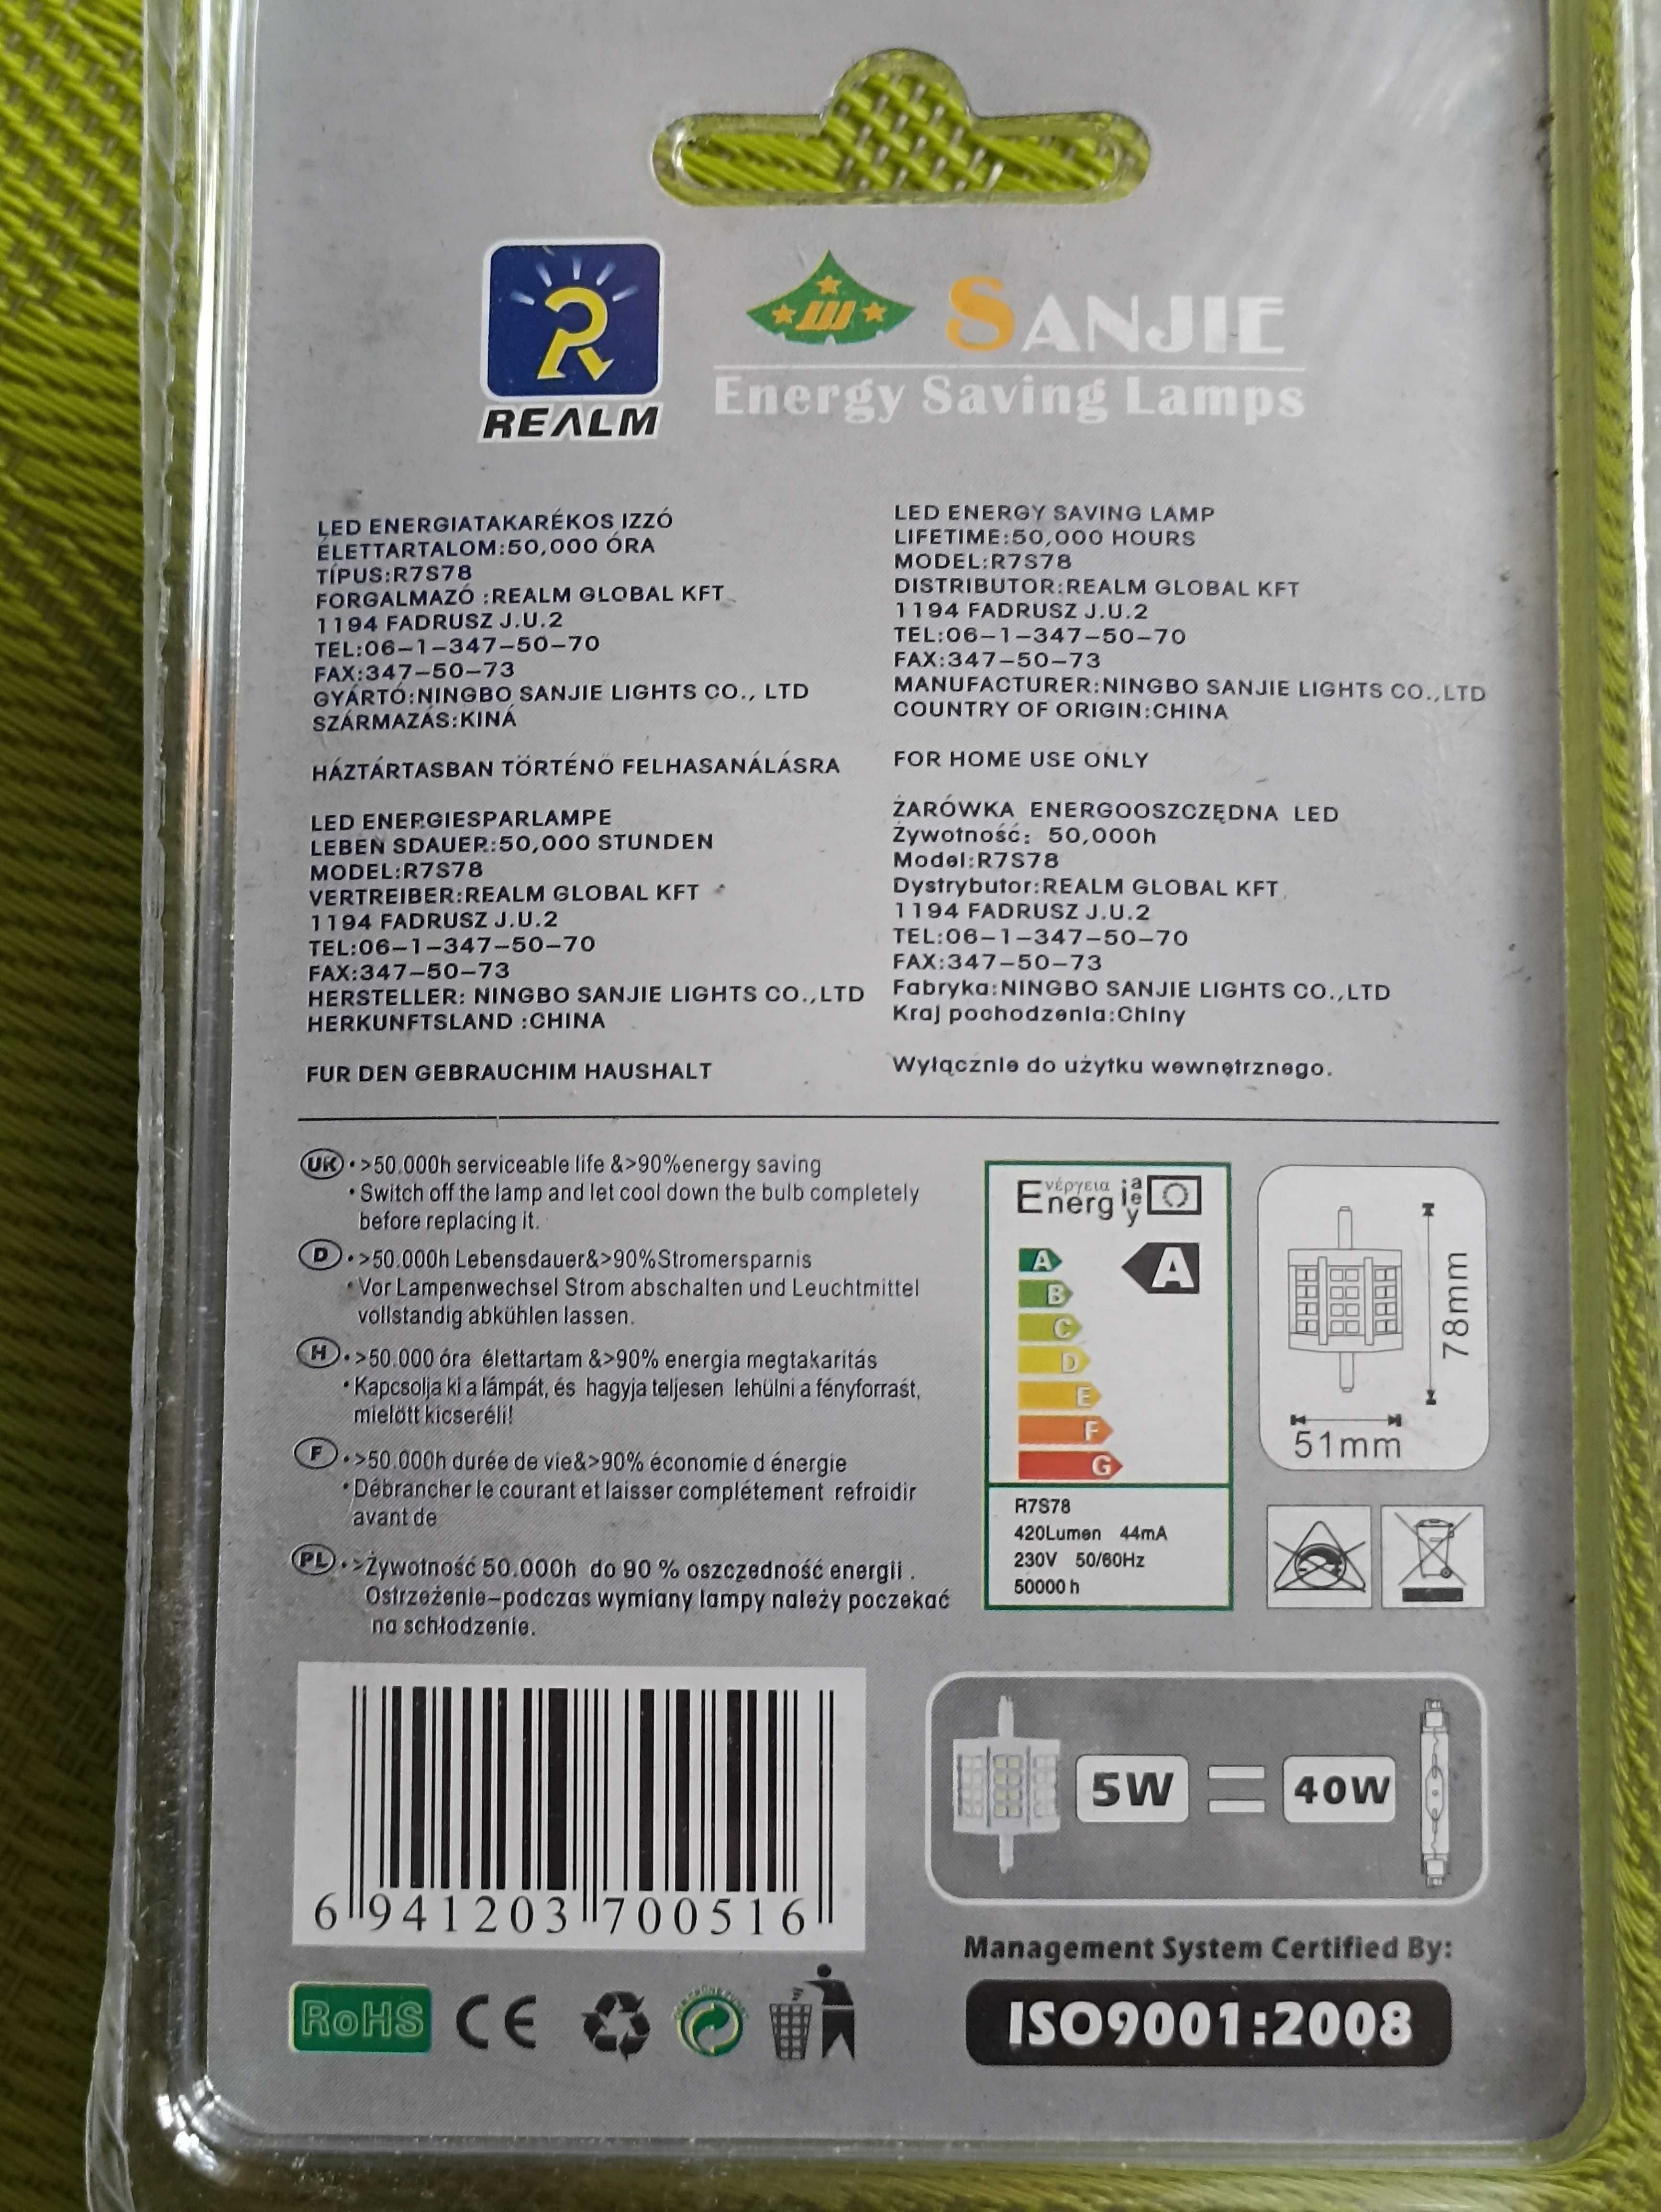 REALM
SANJIE
Energy Saving Lamps
LED ENERGIATAKARÉKOS IZZÓ
ÉLETTARTALOM:50,000 ÓRA
TÍPUS:R7S78
FORGALMAZÓ :REALM GLOBAL KFT
1194 FADRUSZ J.U.2
TEL:06-1-347-50-70
FAX:347-50-73
GYÁRTÓ:NINGBO SANJIE LIGHTS CO., LTD
SZÁRMAZÁS:KINÁ
HÁZTÁRTASBAN TÖRTÉNÖ FELHASANÁLÁSRA
LED ENERGY SAVING LAMP
LIFETIME:50,000 HOURS
MODEL:R7S78
DISTRIBUTOR:REALM GLOBAL KFT
1194 FADRUSZ J.U.2
TEL:06-1-347-50-70
FAX:347-50-73
MANUFACTURER:NINGBO SANJIE LIGHTS CO.,LTD
COUNTRY OF ORIGIN:CHINA
FOR HOME USE ONLY
LED ENERGIESPARLAMPE
LEBEN SDAUER:50,000 STUNDEN
MODEL:R7S78
VERTREIBER:REALM GLOBAL KFT
1194 FADRUSZ J.U.2
TEL:06-1-347-50-70
FAX:347-50-73
HERSTELLER: NINGBO SANJIE LIGHTS CO.,LTD
HERKUNFTSLAND :CHINA
FUR DEN GEBRAUCHIM HAUSHALT
ŻARÓWKA ENERGOOSZCZĘDNA LED
Żywotność: 50,000h
Model:R7S78
Dystrybutor:REALM GLOBAL KFT
1194 FADRUSZ J.U.2
TEL:06-1-347-50-70
FAX:347-50-73
Fabryka:NINGBO SANJIE LIGHTS CO.,LTD
Kraj pochodzenia:Chiny
Wyłącznie do użytku wewnętrznego.
UK •>50.000h serviceable life &>90%energy saving
•Switch off the lamp and let cool down the bulb completely
before replacing it.
D •>50.000h Lebensdauer&>90%Stromersparnis
•Vor Lampenwechsel Strom abschalten und Leuchtmittel
vollstandig abkühlen lassen.
H •>50.000 óra élettartam &>90% energia megtakaritás
•Kapcsolja ki a lámpát, és hagyja teljesen lehülni a fényforrást,
mielött kicseréli!
F •>50.000h durée de vie&>90% économie d énergie
•Débrancher le courant et laisser complétement refroidir
avant de
PL •>Żywotność 50.000h do 90 % oszczędność energii .
Ostrzeżenie-podczas wymiany lampy należy poczekać
na schłodzenie.
Energ νέργεια ia ey
A
A
B
C
D
E
F
G
R7S78
420Lumen 44mA
230V 50/60Hz
50000 h
78mm
51mm
6 941203 700516
5W = 40W
Management System Certified By:
ISO9001:2008
RoHS CE